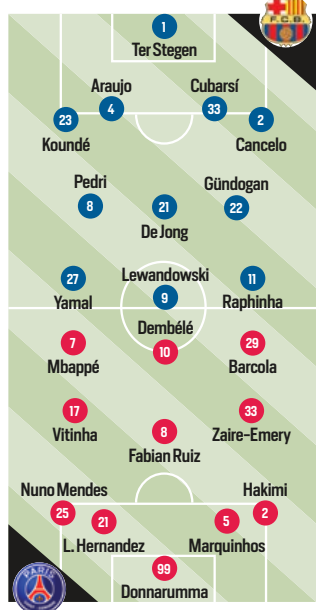 F C B
1
Ter Stegen
Araujo Cubarsí
4 33
23 2
Koundé Cancelo
Pedri Gündogan
8 21 22
De Jong
Lewandowski
27 9 11
Yamal Raphinha
Dembélé
7 10 29
Mbappé Barcola
17 8 33
Vitinha Zaire-Emery
Fabian Ruiz
Nuno Mendes Hakimi
25 21 5 2
L. Hernandez Marquinhos
99
Donnarumma
PARIS